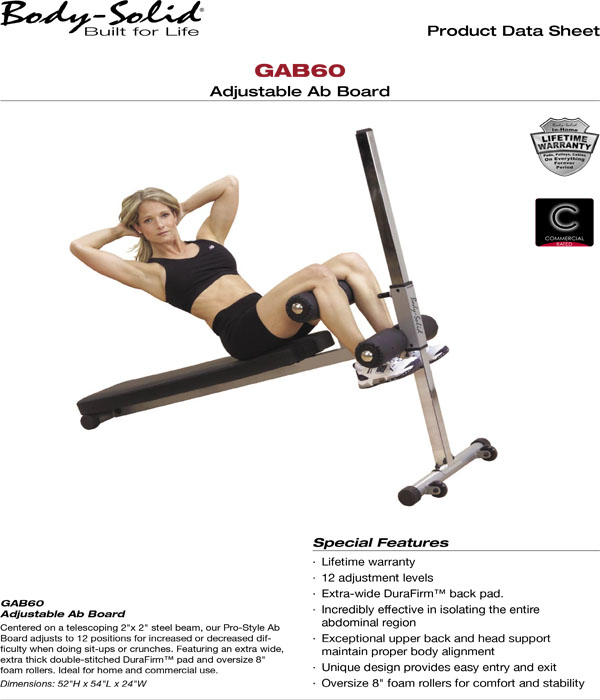 Body-Solid®
Built for Life
Product Data Sheet
GAB60
Adjustable Ab Board
Body-Solid
In-Home
LIFETIME
WARRANTY
On Everything
Forever
Period
C
COMMERCIAL
RATED
Body-Solid
GAB60
Adjustable Ab Board
Centered on a telescoping 2"x 2" steel beam, our Pro-Style Ab
Board adjusts to 12 positions for increased or decreased dif-
ficulty when doing sit-ups or crunches. Featuring an extra wide,
extra thick double-stitched DuraFirm™ pad and oversize 8"
foam rollers. Ideal for home and commercial use.
Dimensions: 52"H x 54"L x 24"W
Special Features
· Lifetime warranty
· 12 adjustment levels
· Extra-wide DuraFirm™ back pad.
· Incredibly effective in isolating the entire
abdominal region
· Exceptional upper back and head support
maintain proper body alignment
· Unique design provides easy entry and exit
· Oversize 8" foam rollers for comfort and stability